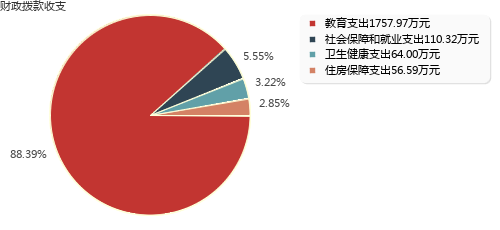 财政拨款收支
教育支出1757.97万元
社会保障和就业支出110.32万元
卫生健康支出64.00万元
住房保障支出56.59万元
5.55%
3.22%
2.85%
88.39%